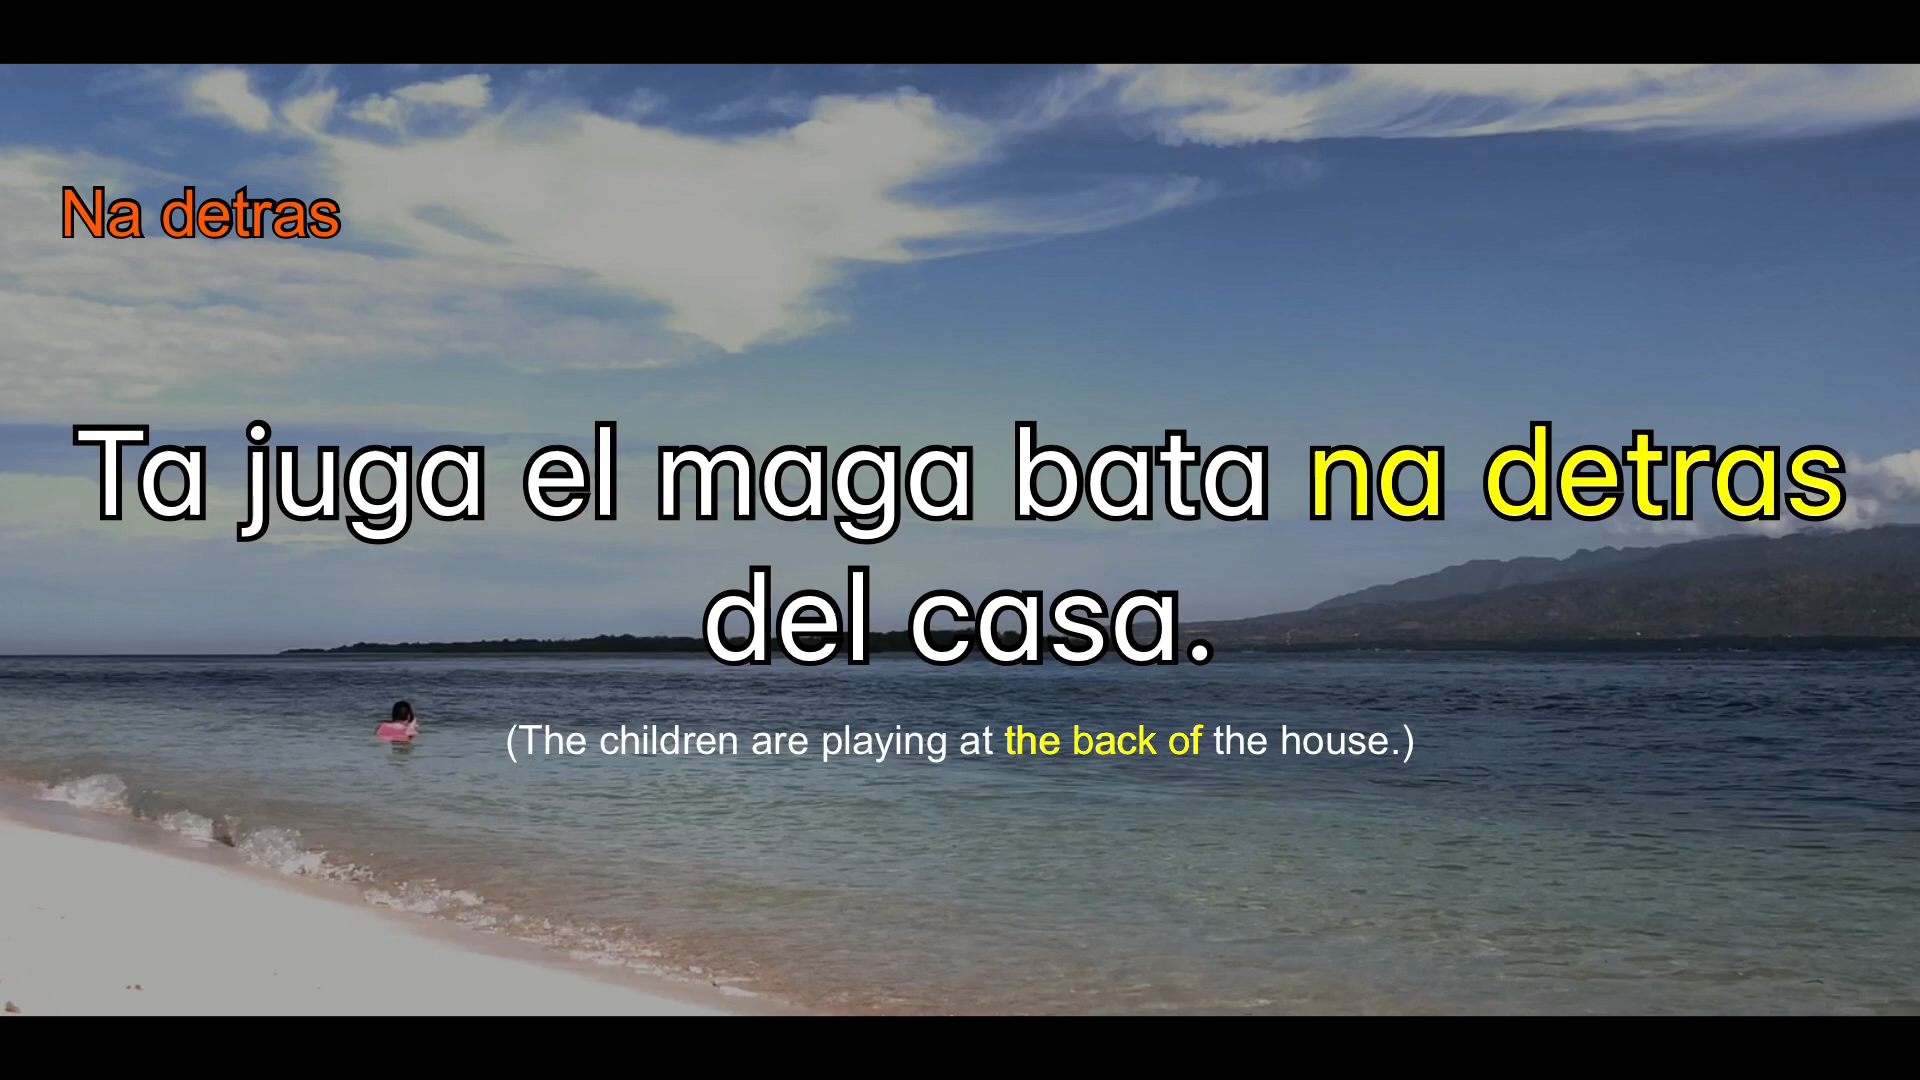 Na detras
Ta juga el maga bata na detras
del casa.
(The children are playing at the back of the house.)